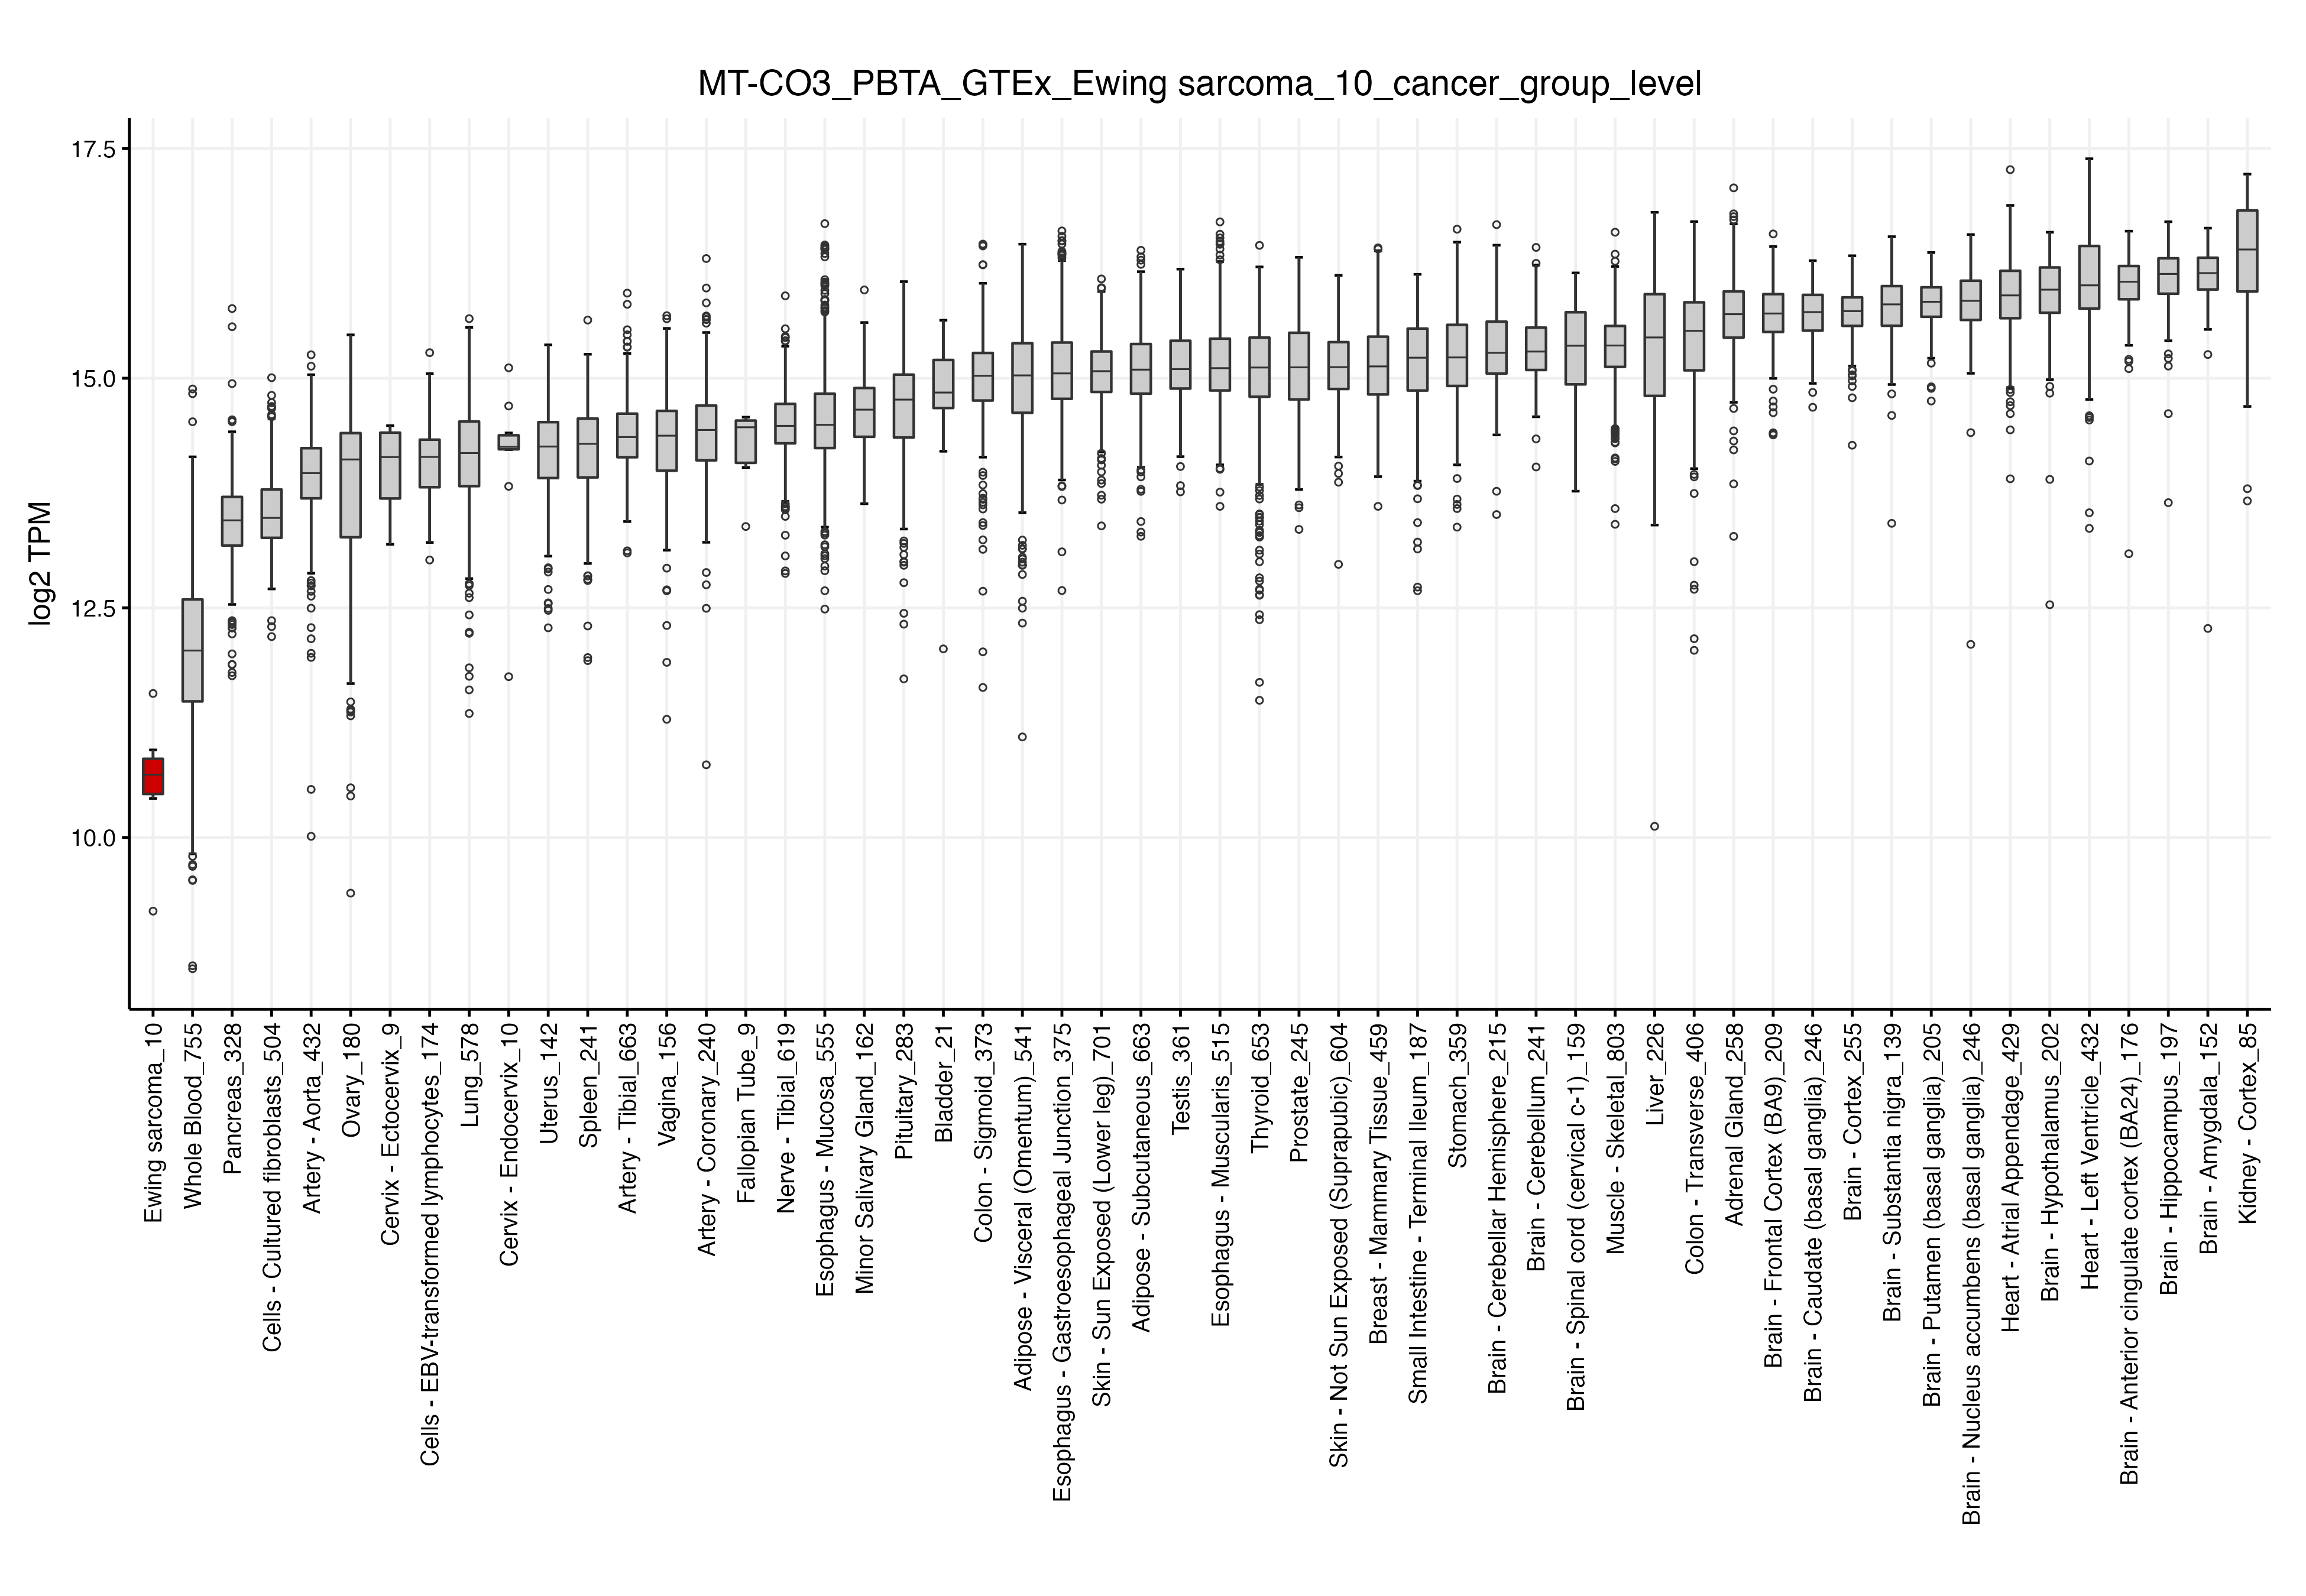 MT-CO3_PBTA_GTEx_Ewing sarcoma_10_cancer_group_level
log2 TPM
17.5
15.0
12.5
10.0
Ewing sarcoma_10
Whole Blood_755
Pancreas_328
Cells - Cultured fibroblasts_504
Artery - Aorta_432
Ovary_180
Cervix - Ectocervix_9
Cells - EBV-transformed lymphocytes_174
Lung_578
Cervix - Endocervix_10
Uterus_142
Spleen_241
Artery - Tibial_663
Vagina_156
Artery - Coronary_240
Fallopian Tube_9
Nerve - Tibial_619
Esophagus - Mucosa_555
Minor Salivary Gland_162
Pituitary_283
Bladder_21
Colon - Sigmoid_373
Adipose - Visceral (Omentum)_541
Esophagus - Gastroesophageal Junction_375
Skin - Sun Exposed (Lower leg)_701
Adipose - Subcutaneous_663
Testis_361
Esophagus - Muscularis_515
Thyroid_653
Prostate_245
Skin - Not Sun Exposed (Suprapubic)_604
Breast - Mammary Tissue_459
Small Intestine - Terminal Ileum_187
Stomach_359
Brain - Cerebellar Hemisphere_215
Brain - Cerebellum_241
Brain - Spinal cord (cervical c-1)_159
Muscle - Skeletal_803
Liver_226
Colon - Transverse_406
Adrenal Gland_258
Brain - Frontal Cortex (BA9)_209
Brain - Caudate (basal ganglia)_246
Brain - Cortex_255
Brain - Substantia nigra_139
Brain - Putamen (basal ganglia)_205
Brain - Nucleus accumbens (basal ganglia)_246
Heart - Atrial Appendage_429
Brain - Hypothalamus_202
Heart - Left Ventricle_432
Brain - Anterior cingulate cortex (BA24)_176
Brain - Hippocampus_197
Brain - Amygdala_152
Kidney - Cortex_85